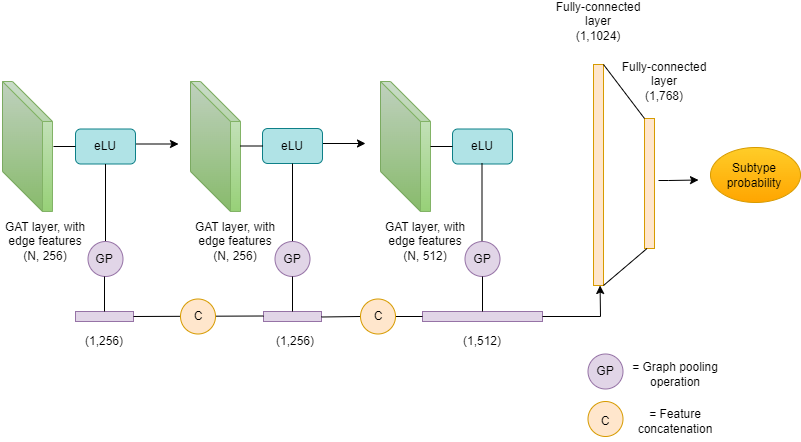 Fully-connected
layer
(1,1024)
Fully-connected
layer
(1,768)
eLU
eLU
eLU
Subtype
probability
GAT layer, with
edge features
(N, 256)
GAT layer, with
edge features
(N, 256)
GAT layer, with
edge features
(N, 512)
GP
GP
GP
C
C
(1,256)
(1,256)
(1,512)
GP
= Graph pooling
operation
C
= Feature
concatenation